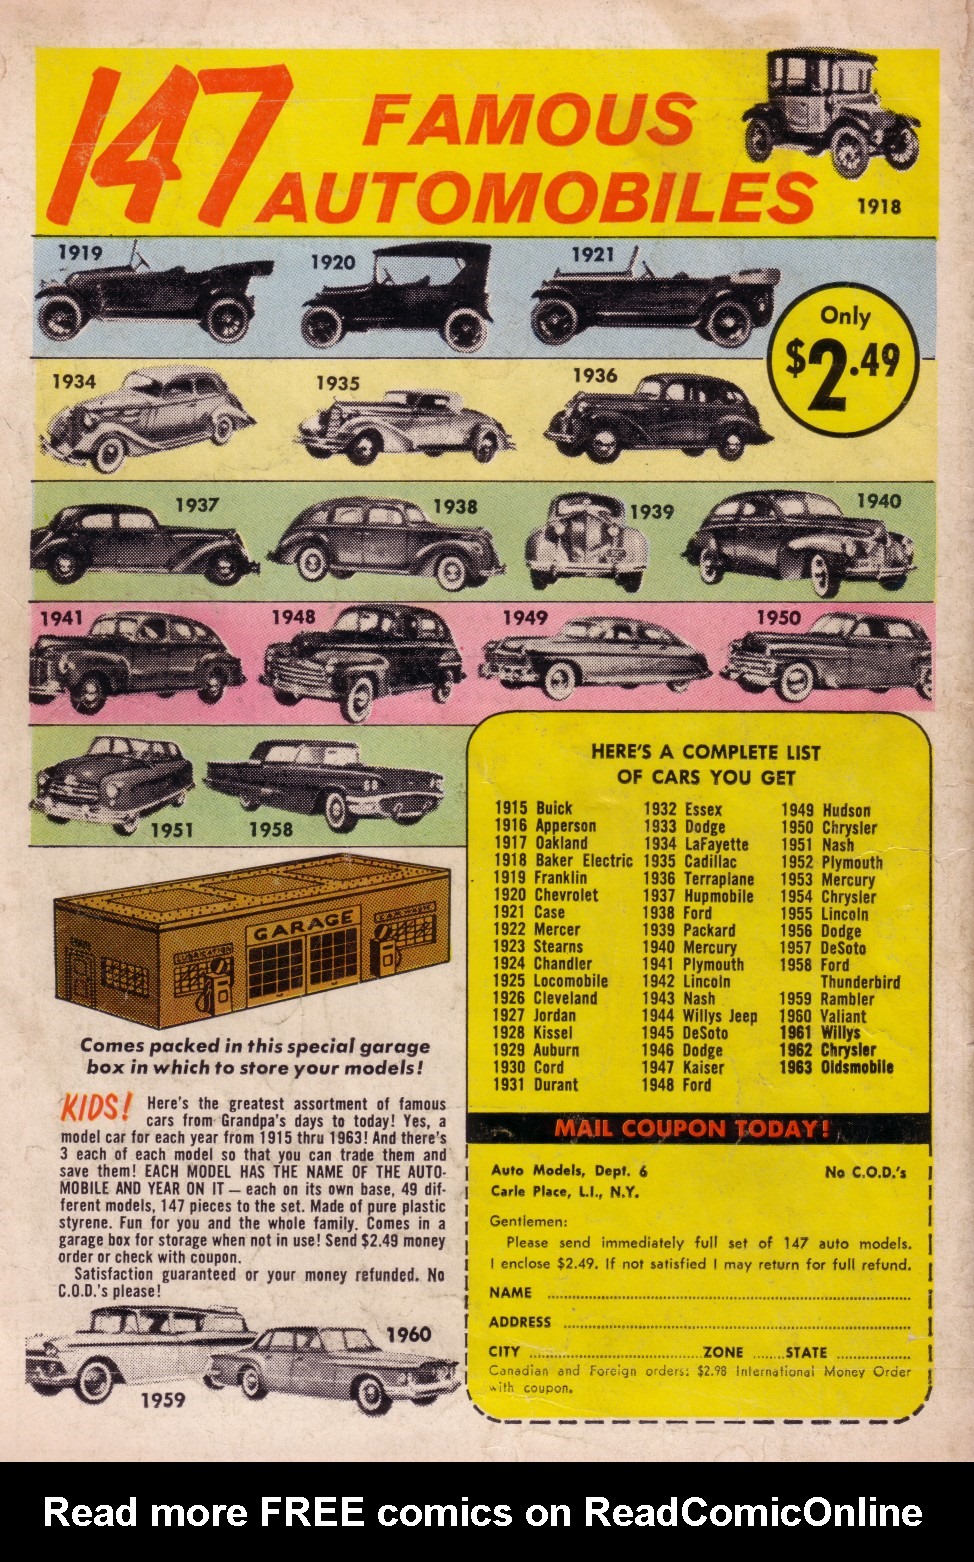 147 FAMOUS
AUTOMOBILES
1918
1919
1920
1921
Only
$2.49
1934
1935
1936
1937
1938
1939
1940
1941
1948
1949
1950
1951
1958
GARAGE
LUBRICATION
CAR WASH
Comes packed in this special garage
box in which to store your models!
KIDS! Here's the greatest assortment of famous
cars from Grandpa's days to today! Yes, a
model car for each year from 1915 thru 1963! And there's
3 each of each model so that you can trade them and
save them! EACH MODEL HAS THE NAME OF THE AUTO-
MOBILE AND YEAR ON IT — each on its own base, 49 dif-
ferent models, 147 pieces to the set. Made of pure plastic
styrene. Fun for you and the whole family. Comes in a
garage box for storage when not in use! Send $2.49 money
order or check with coupon.
Satisfaction guaranteed or your money refunded. No
C.O.D.'s please!
1959
1960
HERE'S A COMPLETE LIST
OF CARS YOU GET
1915 Buick
1916 Apperson
1917 Oakland
1918 Baker Electric
1919 Franklin
1920 Chevrolet
1921 Case
1922 Mercer
1923 Stearns
1924 Chandler
1925 Locomobile
1926 Cleveland
1927 Jordan
1928 Kissel
1929 Auburn
1930 Cord
1931 Durant
1932 Essex
1933 Dodge
1934 LaFayette
1935 Cadillac
1936 Terraplane
1937 Hupmobile
1938 Ford
1939 Packard
1940 Mercury
1941 Plymouth
1942 Lincoln
1943 Nash
1944 Willys Jeep
1945 DeSoto
1946 Dodge
1947 Kaiser
1948 Ford
1949 Hudson
1950 Chrysler
1951 Nash
1952 Plymouth
1953 Mercury
1954 Chrysler
1955 Lincoln
1956 Dodge
1957 DeSoto
1958 Ford
Thunderbird
1959 Rambler
1960 Valiant
1961 Willys
1962 Chrysler
1963 Oldsmobile
MAIL COUPON TODAY!
Auto Models, Dept. 6 No C.O.D.'s
Carle Place, L.I., N.Y.
Gentlemen:
Please send immediately full set of 147 auto models.
I enclose $2.49. If not satisfied I may return for full refund.
NAME
ADDRESS
CITY ZONE STATE
Canadian and Foreign orders: $2.98 International Money Order
with coupon.
Read more FREE comics on ReadComicOnline